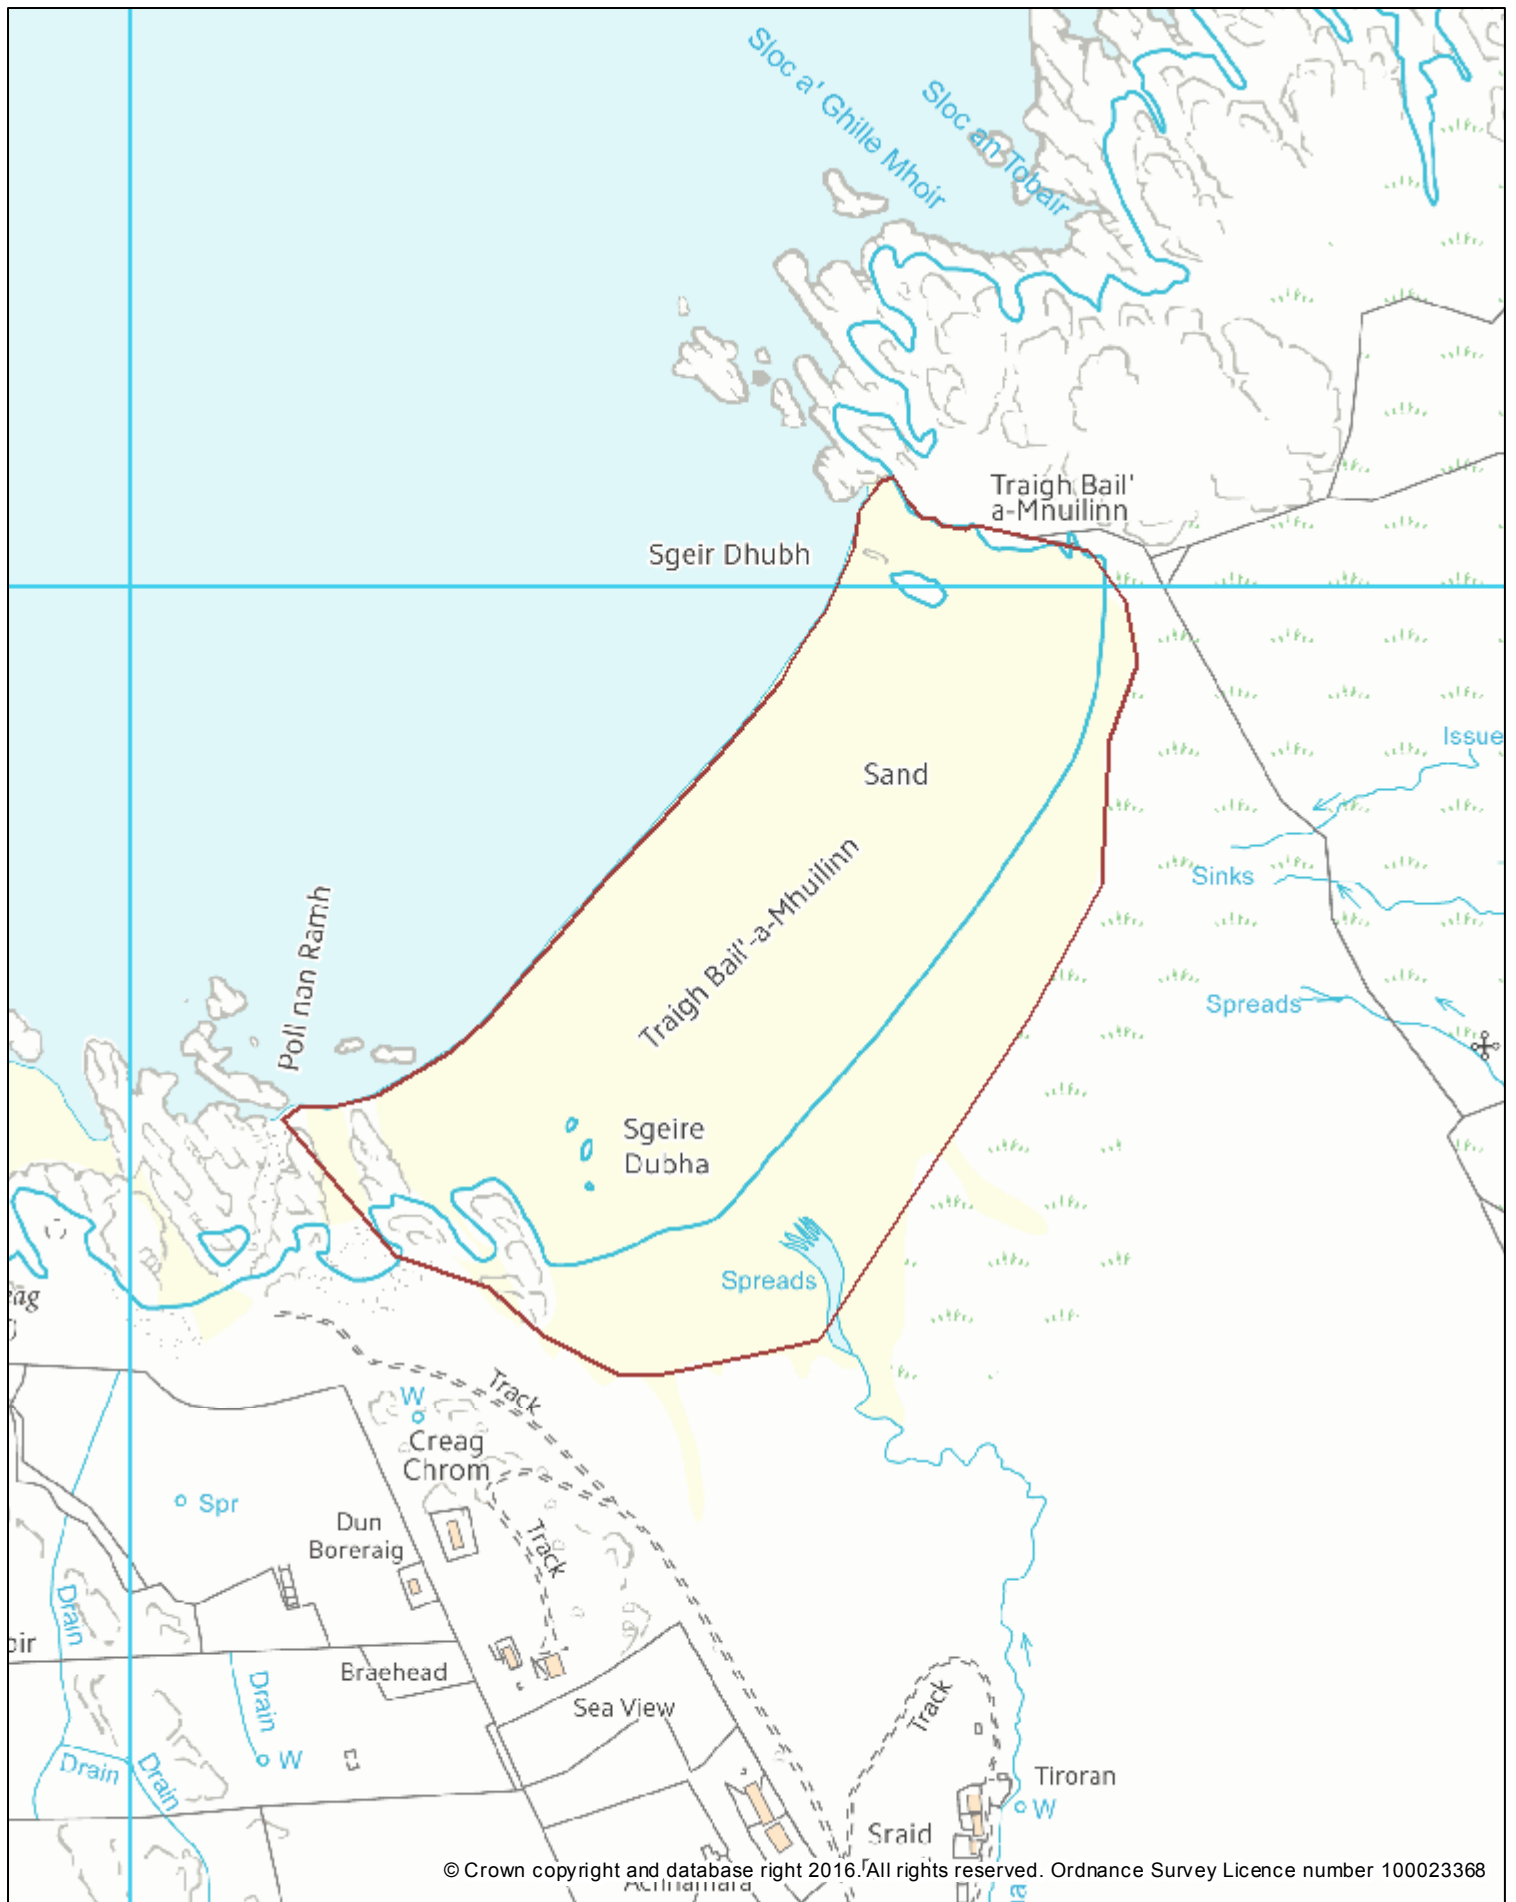 Sloc a' Ghille Mhoir
Sloc an Tobair
Traigh Bail'
a-Mhuilinn
Sgeir Dhubh
Issue
Sand
Traigh Bail'-a-Mhuilinn
Sinks
Poll nan Ramh
Spreads
Sgeire
Dubha
Spreads
Track
W
Creag
Chrom
Spr
Dun
Boreraig
Track
Drain
Braehead
Drain
Sea View
Track
W
Drain
Drain
Tiroran
W
Sraid
© Crown copyright and database right 2016. All rights reserved. Ordnance Survey Licence number 100023368